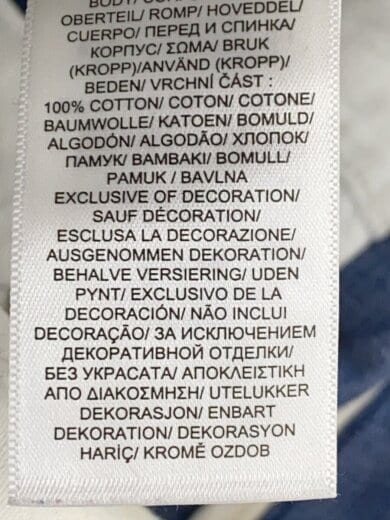 BODY/
OBERTEIL/ ROMP/ HOVEDDEL/
CUERPO/ ПЕРЕД И СПИНКА/
КОРПУС/ ΣΩΜΑ/ BRUK
(KROPP)/ANVÄND (KROPP)/
BEDEN/ VRCHNÍ ČÁST :
100% COTTON/ COTON/ COTONE/
BAUMWOLLE/ KATOEN/ BOMULD/
ALGODÓN/ ALGODÃO/ ХЛОПОК/
ПАМУК/ BAMBAKI/ BOMULL/
PAMUK / BAVLNA
EXCLUSIVE OF DECORATION/
SAUF DÉCORATION/
ESCLUSA LA DECORAZIONE/
AUSGENOMMEN DEKORATION/
BEHALVE VERSIERING/ UDEN
PYNT/ EXCLUSIVO DE LA
DECORACIÓN/ NÃO INCLUI
DECORAÇÃO/ ЗА ИСКЛЮЧЕНИЕМ
ДЕКОРАТИВНОЙ ОТДЕЛКИ/
БЕЗ УКРАСАТА/ ΑΠΟΚΛΕΙΣΤΙΚΗ
ΑΠΟ ΔΙΑΚΟΣΜΗΣΗ/ UTELUKKER
DEKORASJON/ ENBART
DEKORATION/ DEKORASYON
HARİÇ/ KROMĚ OZDOB